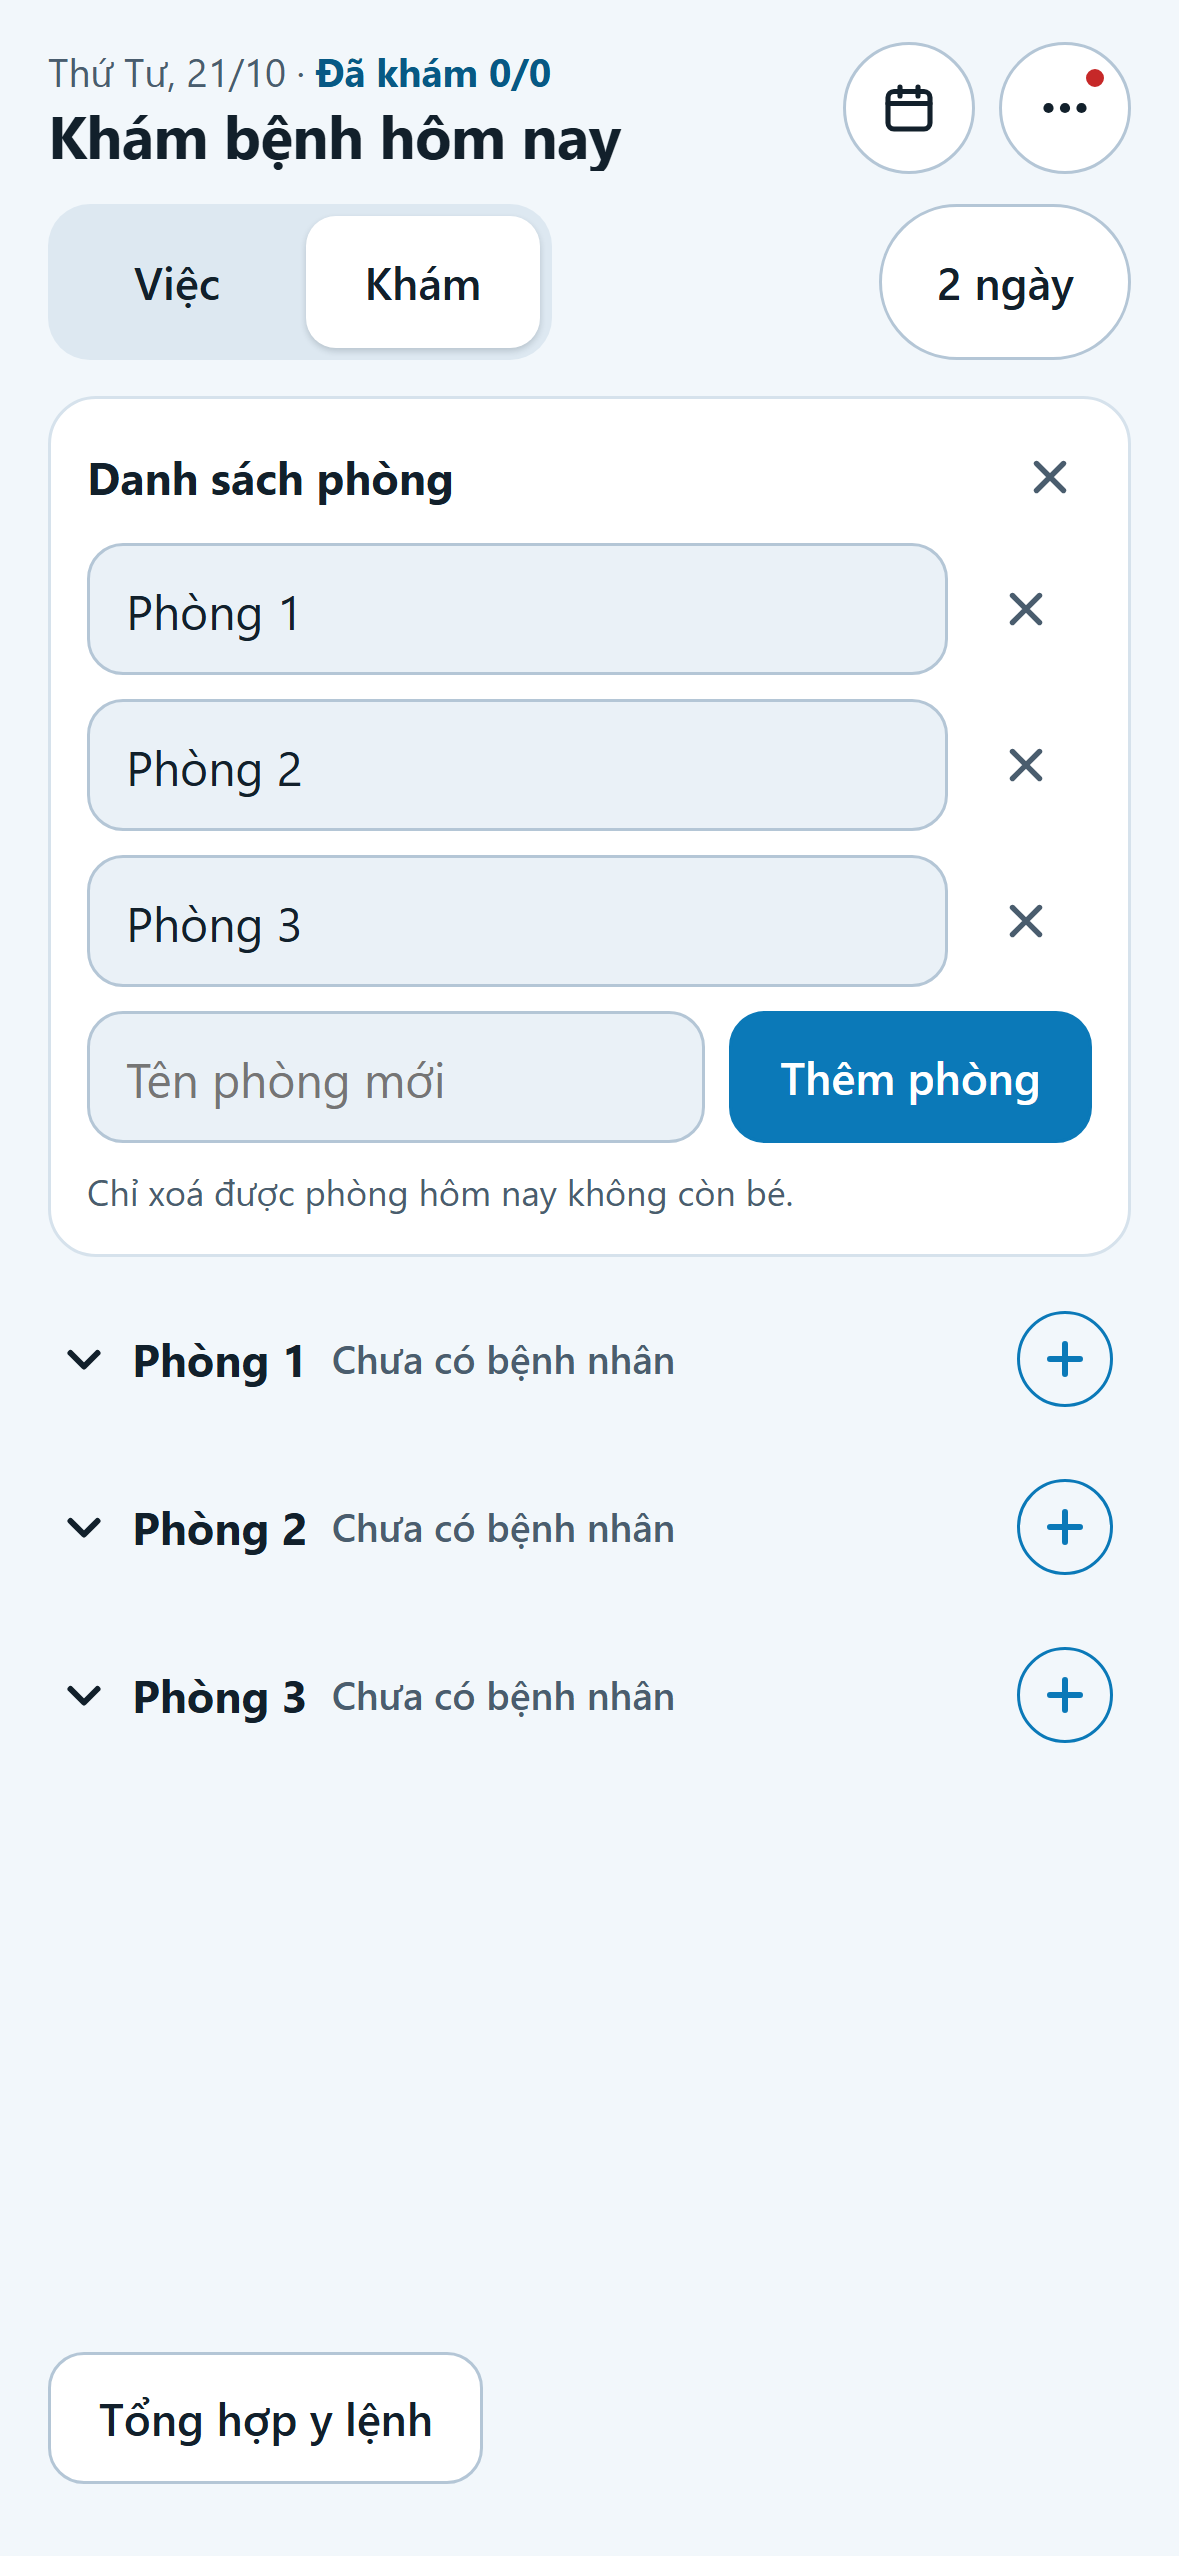 Thứ Tư, 21/10 · Đã khám 0/0
Khám bệnh hôm nay
Việc
Khám
2 ngày
Danh sách phòng
Phòng 1
Phòng 2
Phòng 3
Tên phòng mới
Thêm phòng
Chỉ xoá được phòng hôm nay không còn bé.
Phòng 1 Chưa có bệnh nhân
Phòng 2 Chưa có bệnh nhân
Phòng 3 Chưa có bệnh nhân
Tổng hợp y lệnh